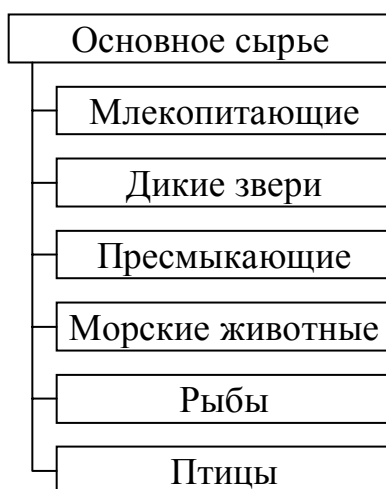 Основное сырье
Млекопитающие
Дикие звери
Пресмыкающие
Морские животные
Рыбы
Птицы